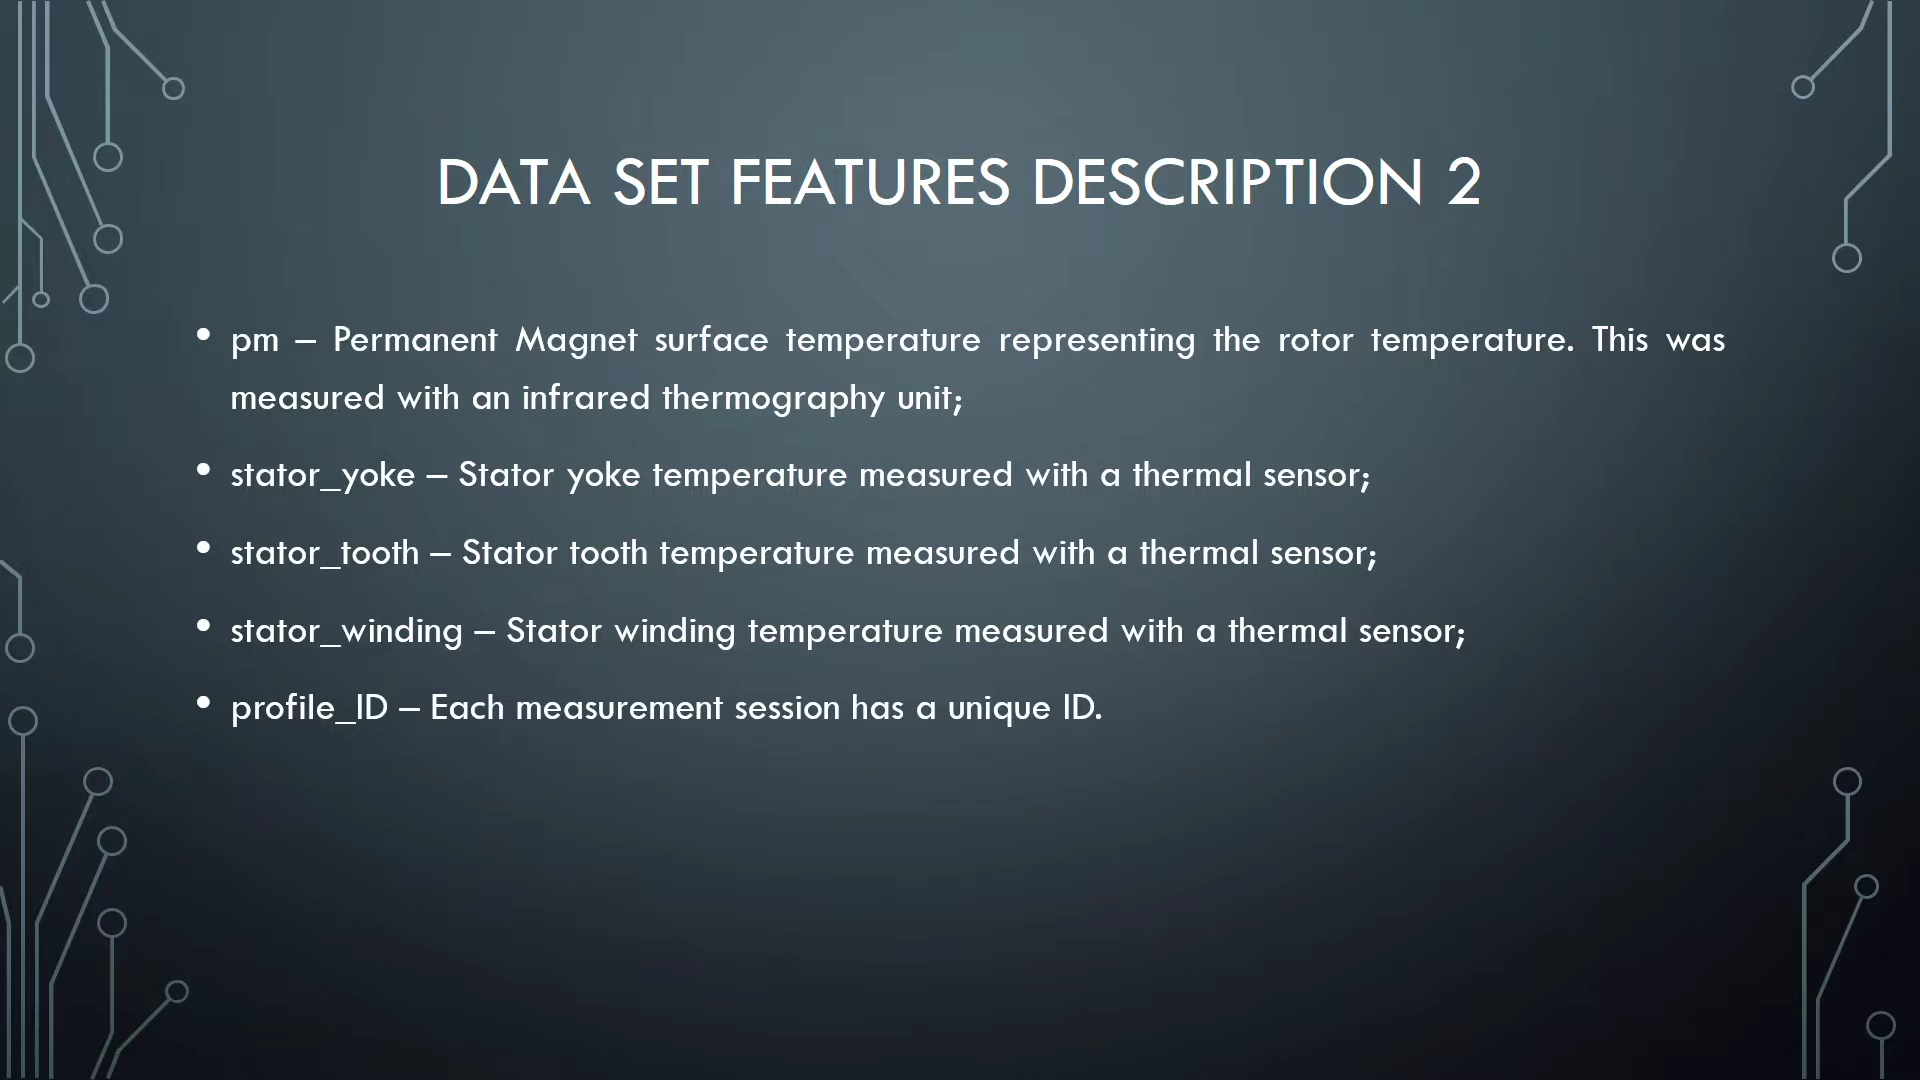 DATA SET FEATURES DESCRIPTION 2
• pm – Permanent Magnet surface temperature representing the rotor temperature. This was
measured with an infrared thermography unit;
• stator_yoke – Stator yoke temperature measured with a thermal sensor;
• stator_tooth – Stator tooth temperature measured with a thermal sensor;
• stator_winding – Stator winding temperature measured with a thermal sensor;
• profile_ID – Each measurement session has a unique ID.